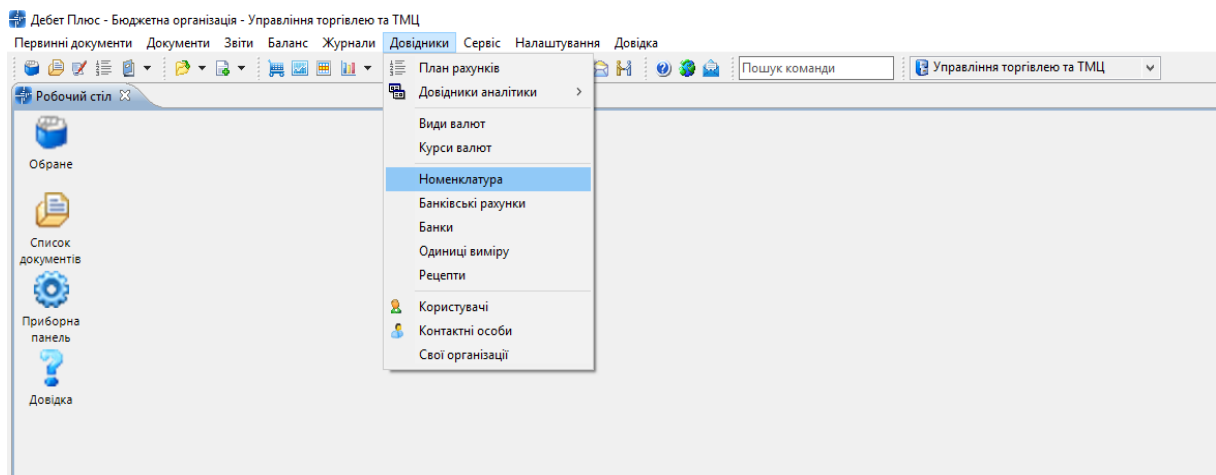 Дебет Плюс - Бюджетна організація - Управління торгівлею та ТМЦ
Первинні документи Документи Звіти Баланс Журнали Довідники Сервіс Налаштування Довідка
Пошук команди Управління торгівлею та ТМЦ
Робочий стіл
План рахунків
Довідники аналітики
Види валют
Курси валют
Номенклатура
Банківські рахунки
Банки
Одиниці виміру
Рецепти
Користувачі
Контактні особи
Свої організації
Обране
Список
документів
Приборна
панель
Довідка